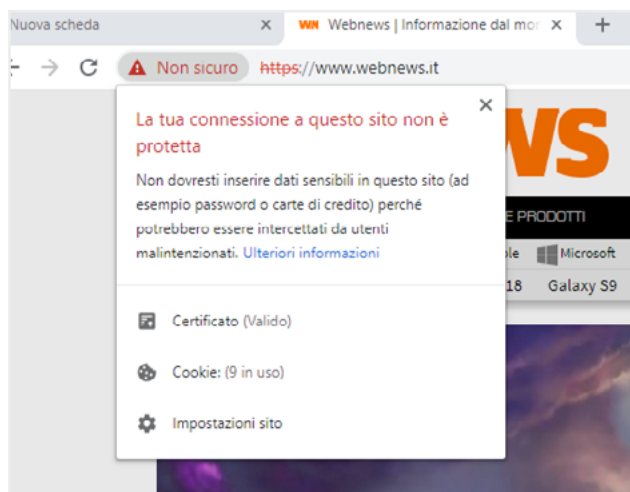 Nuova scheda
WN Webnews | Informazione dal mor
Non sicuro https://www.webnews.it
La tua connessione a questo sito non è
protetta
Non dovresti inserire dati sensibili in questo sito (ad
esempio password o carte di credito) perché
potrebbero essere intercettati da utenti
malintenzionati. Ulteriori informazioni
Certificato (Valido)
Cookie: (9 in uso)
Impostazioni sito
WS
E PRODOTTI
ple Microsoft
18 Galaxy S9